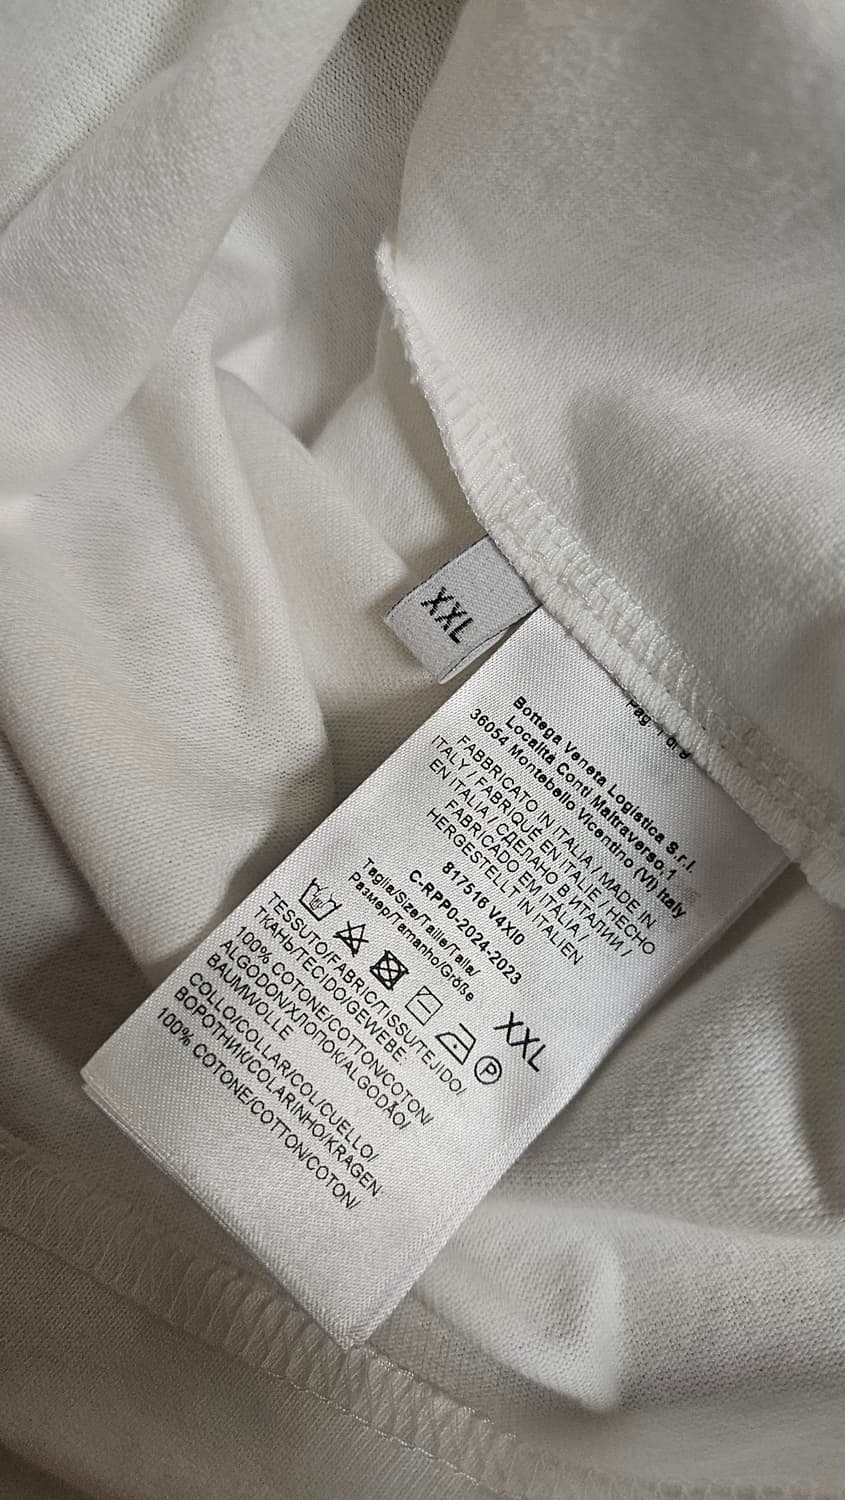 XXL
Bottega Veneta Logistica S.r.l.
Località Conti Maltraverso,1
36054 Montebello Vicentino (VI) Italy
FABBRICATO IN ITALIA / MADE IN
ITALY / FABRIQUÉ EN ITALIE / HECHO
EN ITALIA / СДЕЛАНО В ИТАЛИИ /
FABRICADO EM ITALIA /
HERGESTELLT IN ITALIEN
817516 V4XI0
C-RPP0-2024-2023
Taglia/Size/Taille/Talla/
Размер/Tamanho/Größe
XXL
P
TESSUTO/FABRIC/TISSU/TEJIDO/
ТКАНЬ/TECIDO/GEWEBE
100% COTONE/COTTON/COTON/
ALGODON/ХЛОПОК/ALGODÃO/
BAUMWOLLE
COLLO/COLLAR/COL/CUELLO/
ВОРОТНИК/COLARINHO/KRAGEN
100% COTONE/COTTON/COTON/